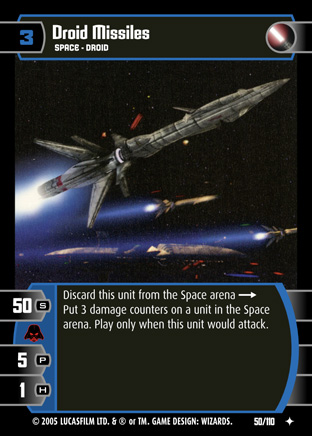 3 Droid Missiles
SPACE - DROID
50 S
5 P
1 H
Discard this unit from the Space arena →
Put 3 damage counters on a unit in the Space
arena. Play only when this unit would attack.
© 2005 LUCASFILM LTD. & ® or TM. GAME DESIGN: WIZARDS. 50/110